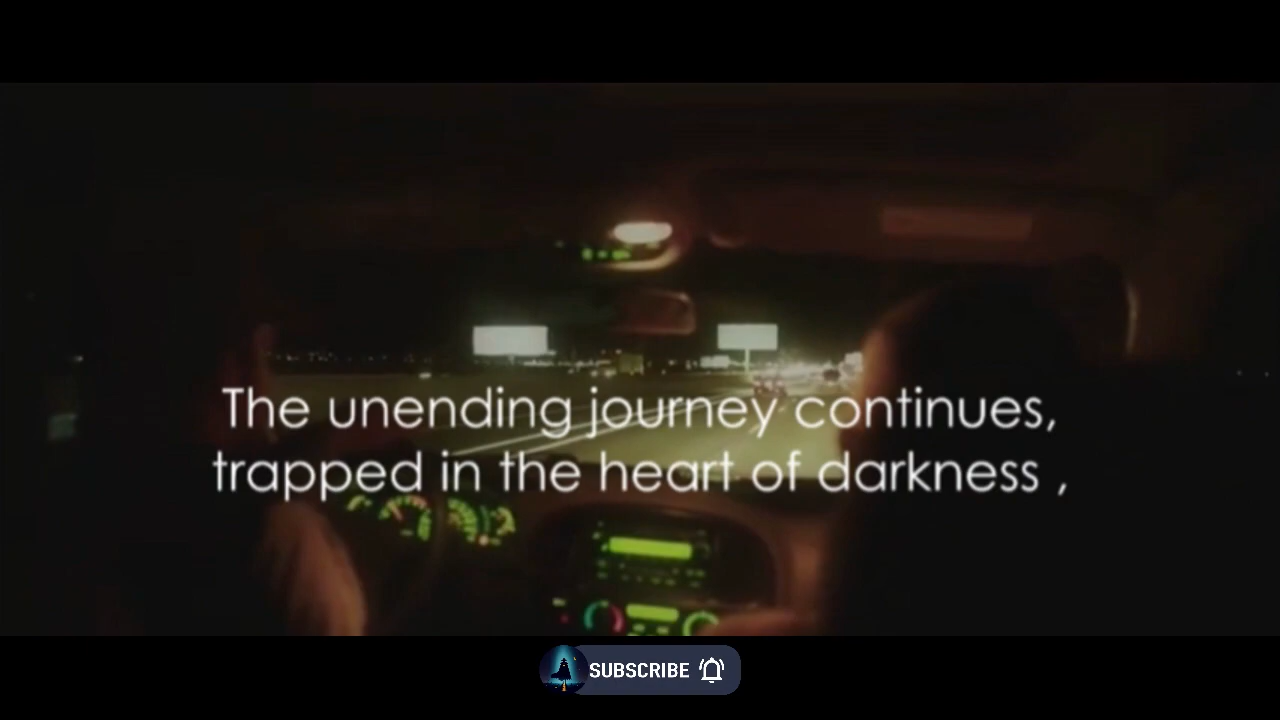 The unending journey continues,
trapped in the heart of darkness ,
SUBSCRIBE